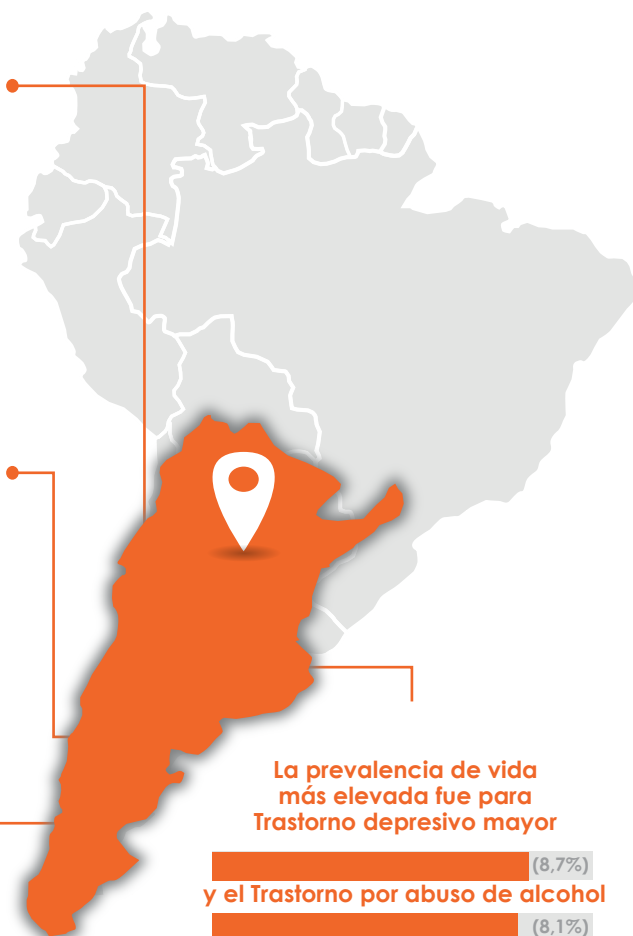 La prevalencia de vida
más elevada fue para
Trastorno depresivo mayor
(8,7%)
y el Trastorno por abuso de alcohol
(8,1%)